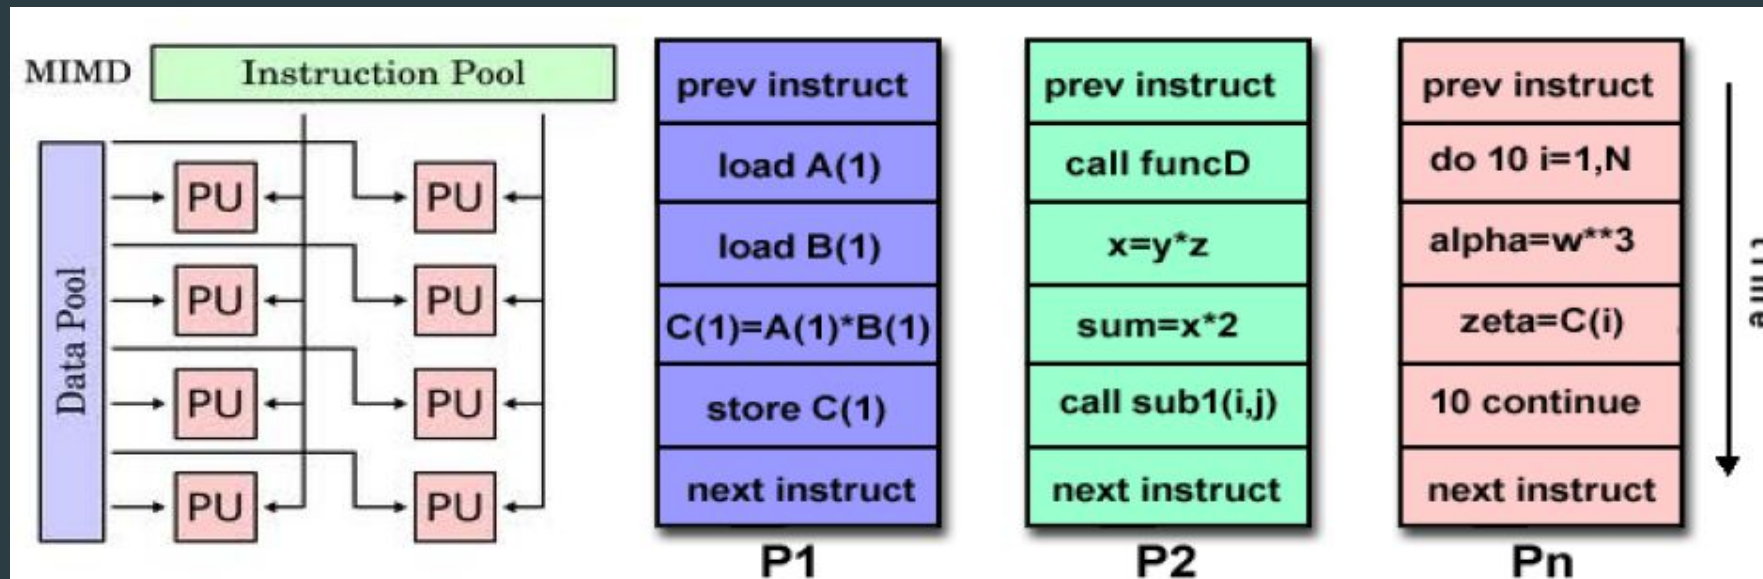 MIMD
Instruction Pool
Data Pool
PU
PU
PU
PU
PU
PU
PU
PU
prev instruct
load A(1)
load B(1)
C(1)=A(1)*B(1)
store C(1)
next instruct
P1
prev instruct
call funcD
x=y*z
sum=x*2
call sub1(i,j)
next instruct
P2
prev instruct
do 10 i=1,N
alpha=w**3
zeta=C(i)
10 continue
next instruct
Pn